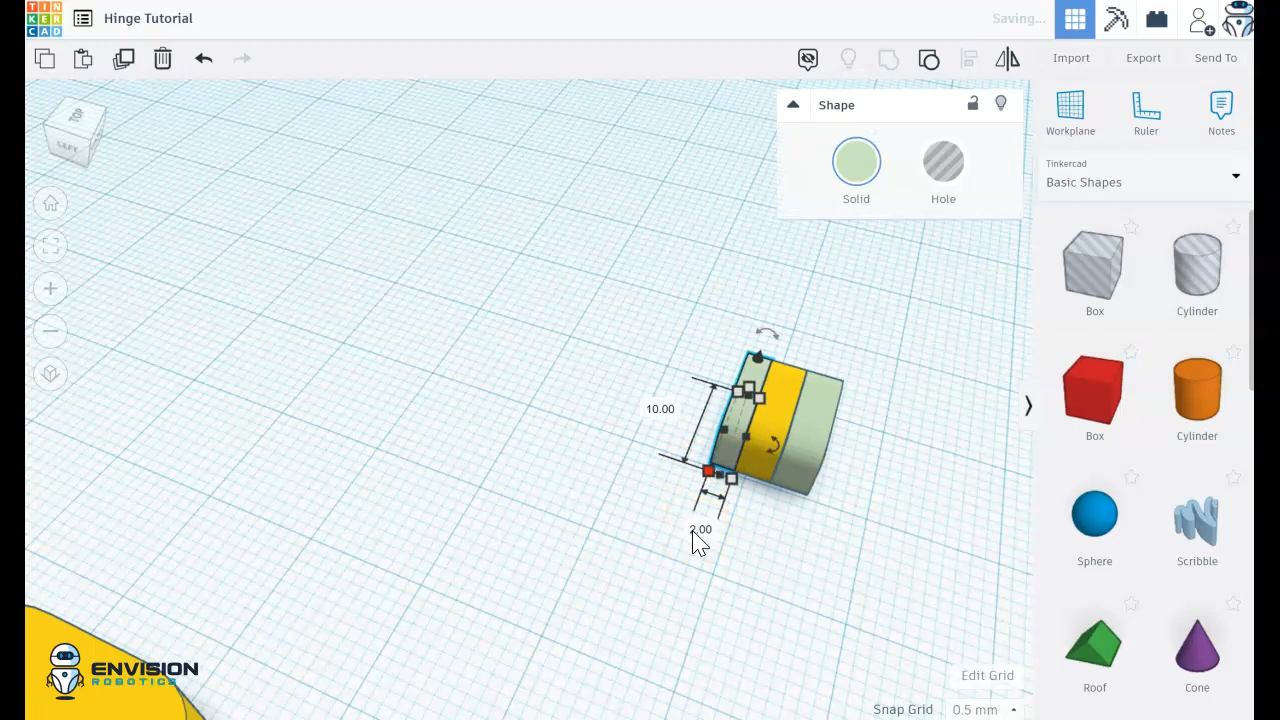 TIN
KER
CAD
Hinge Tutorial
Saving...
Import
Export
Send To
TOP
LEFT
Shape
Solid
Hole
Workplane
Ruler
Notes
Tinkercad
Basic Shapes
Box
Cylinder
Box
Cylinder
10.00
2.00
Sphere
Scribble
Roof
Cone
ENVISION
ROBOTICS
Edit Grid
Snap Grid 0.5 mm